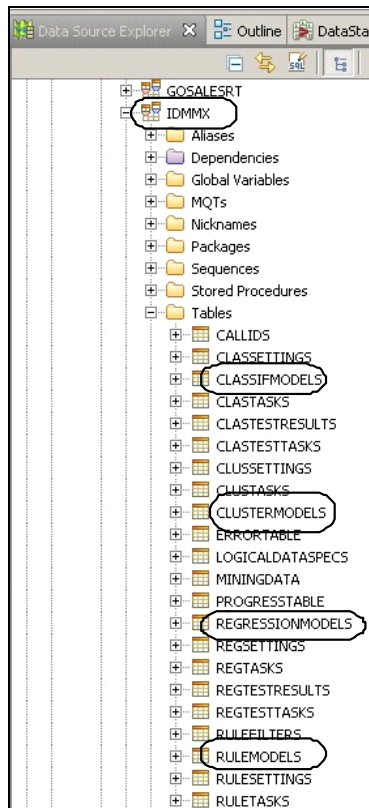 Data Source Explorer Outline DataSta
SQL
GOSALESRT
IDMMX
Aliases
Dependencies
Global Variables
MQTs
Nicknames
Packages
Sequences
Stored Procedures
Tables
CALLIDS
CLASSETTINGS
CLASSIFMODELS
CLASTASKS
CLASTESTRESULTS
CLASTESTTASKS
CLUSSETTINGS
CLUSTASKS
CLUSTERMODELS
ERRORTABLE
LOGICALDATASPECS
MININGDATA
PROGRESSTABLE
REGRESSIONMODELS
REGSETTINGS
REGTASKS
REGTESTRESULTS
REGTESTTASKS
RULEFILTERS
RULEMODELS
RULESETTINGS
RULETASKS